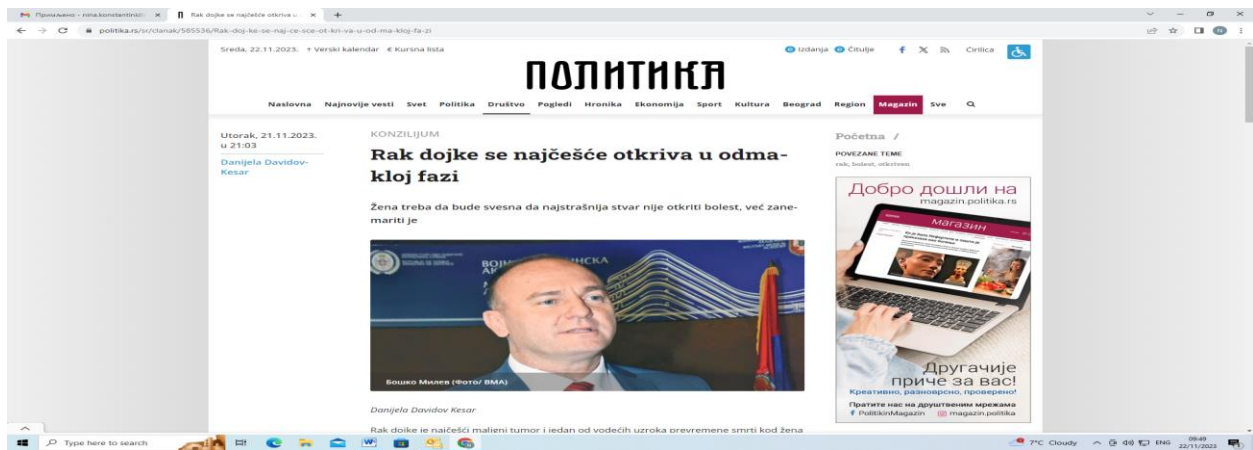 Примљено - nina.konstantinidi
Rak dojke se najčešće otkriva u
politika.rs/sr/clanak/585536/Rak-doj-ke-se-naj-ce-sce-ot-kri-va-u-od-ma-kloj-fa-zi
Sreda, 22.11.2023. Verski kalendar € Kursna lista
Izdanja Čitulje Ćirilica
ПОЛИТИКА
Naslovna Najnovije vesti Svet Politika Društvo Pogledi Hronika Ekonomija Sport Kultura Beograd Region Magazin Sve
Utorak, 21.11.2023.
u 21:03
Danijela Davidov-
Kesar
KONZILIJUM
Rak dojke se najčešće otkriva u odma-
kloj fazi
Žena treba da bude svesna da najstrašnija stvar nije otkriti bolest, već zane-
mariti je
Бошко Милев (Фото/ ВМА)
Danijela Davidov Kesar
Rak dojke je najčešći maligni tumor i jedan od vodećih uzroka prevremene smrti kod žena
Početna /
POVEZANE TEME
rak, bolest, otkriven
Добро дошли на
magazin.politika.rs
МАГАЗИН
Другачије
приче за вас!
Креативно, разноврсно, проверено!
Пратите нас на друштвеним мрежама
PolitikinMagazin magazin.politika
Type here to search
7°C Cloudy ENG
09:49
22/11/2023